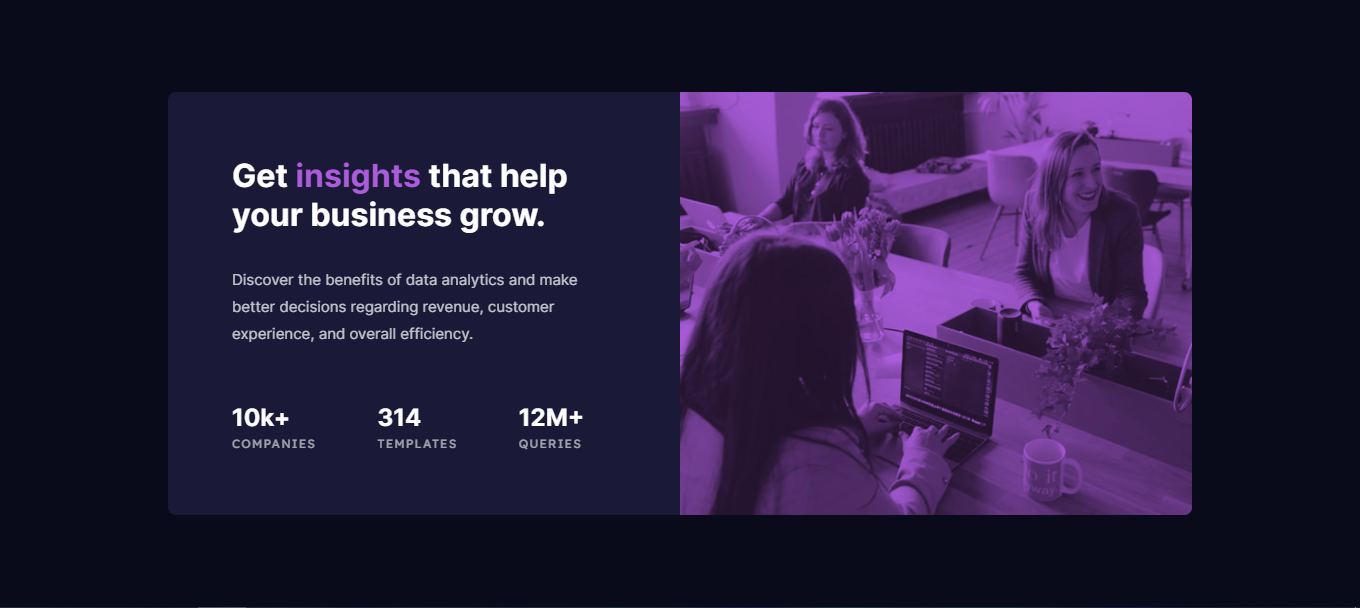 Get insights that help
your business grow.
Discover the benefits of data analytics and make
better decisions regarding revenue, customer
experience, and overall efficiency.
10k+ 314 12M+
COMPANIES TEMPLATES QUERIES